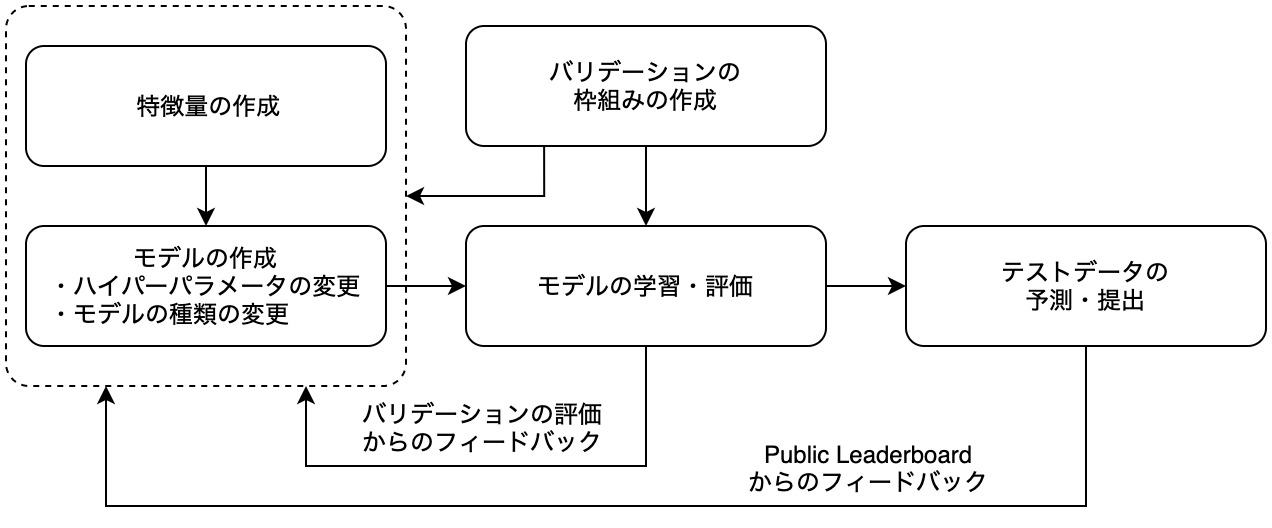 特徴量の作成
バリデーションの
枠組みの作成
モデルの作成
・ハイパーパラメータの変更
・モデルの種類の変更
モデルの学習・評価
テストデータの
予測・提出
バリデーションの評価
からのフィードバック
Public Leaderboard
からのフィードバック